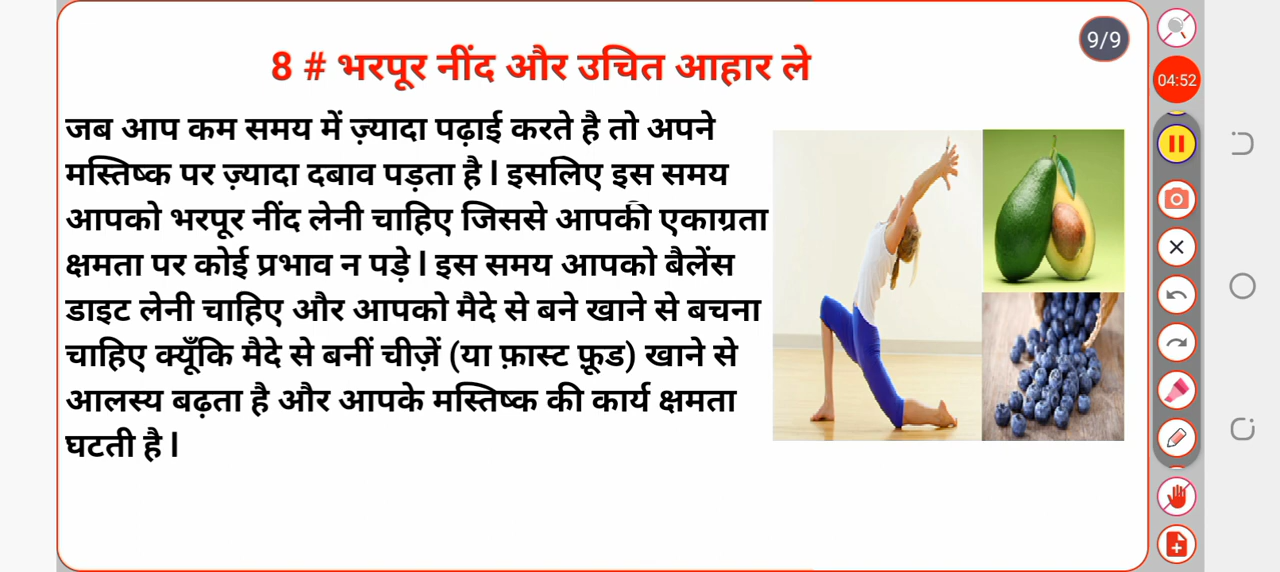 9/9
8 # भरपूर नींद और उचित आहार ले
04:52
जब आप कम समय में ज़्यादा पढ़ाई करते है तो अपने
मस्तिष्क पर ज़्यादा दबाव पड़ता है l इसलिए इस समय
आपको भरपूर नींद लेनी चाहिए जिससे आपकी एकाग्रता
क्षमता पर कोई प्रभाव न पड़े l इस समय आपको बैलेंस
डाइट लेनी चाहिए और आपको मैदे से बने खाने से बचना
चाहिए क्यूँकि मैदे से बनीं चीज़ें (या फ़ास्ट फ़ूड) खाने से
आलस्य बढ़ता है और आपके मस्तिष्क की कार्य क्षमता
घटती है l